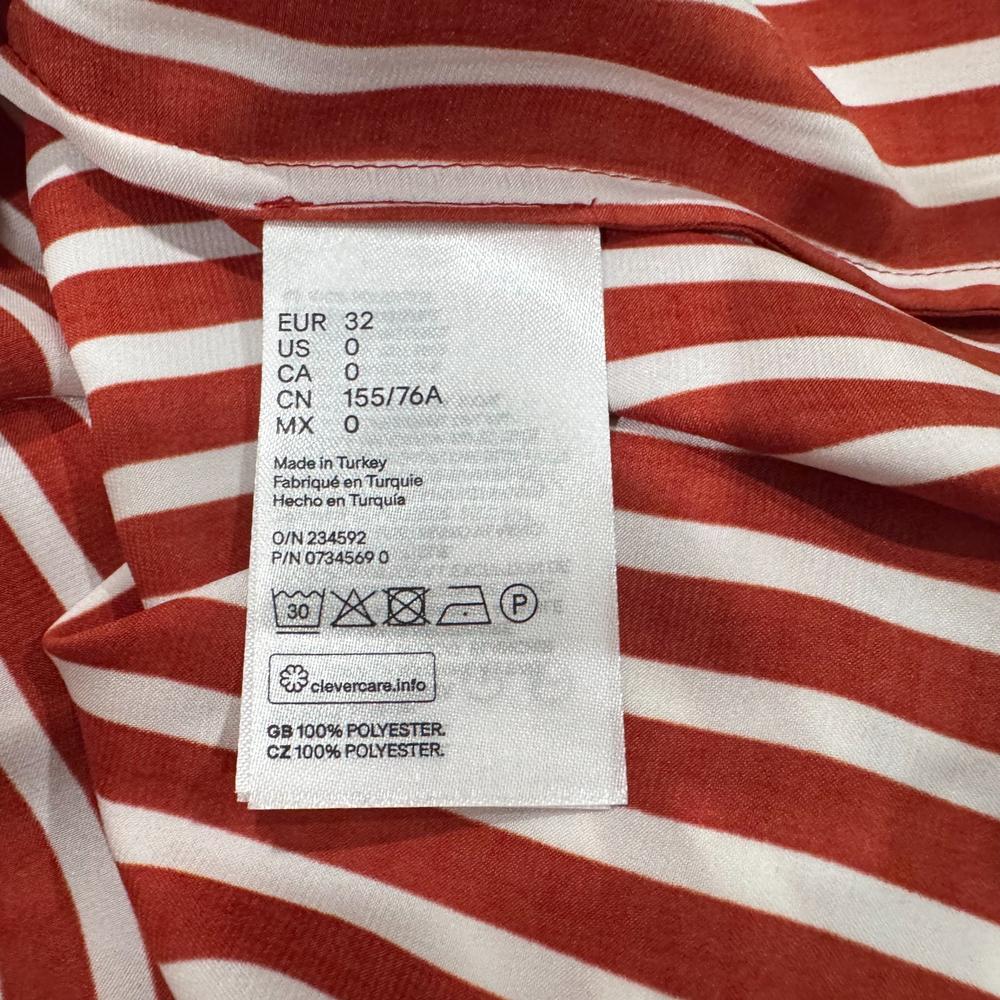 EUR 32
US 0
CA 0
CN 155/76A
MX 0
Made in Turkey
Fabriqué en Turquie
Hecho en Turquía
O/N 234592
P/N 0734569 0
30
P
clevercare.info
GB 100% POLYESTER.
CZ 100% POLYESTER.